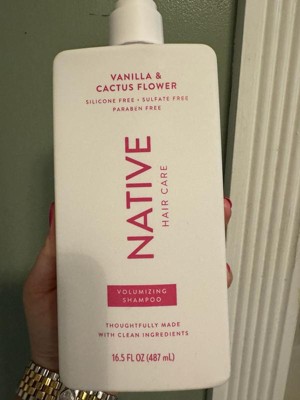 VANILLA &
CACTUS FLOWER
SILICONE FREE • SULFATE FREE
PARABEN FREE
NATIVE
HAIR CARE
VOLUMIZING
SHAMPOO
THOUGHTFULLY MADE
WITH CLEAN INGREDIENTS
16.5 FL OZ (487 mL)